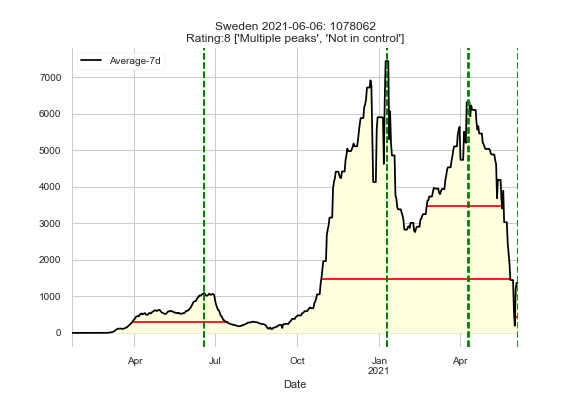 Sweden 2021-06-06: 1078062
Rating:8 ['Multiple peaks', 'Not in control']
Average-7d
7000
6000
5000
4000
3000
2000
1000
0
Apr Jul Oct Jan Apr
2021
Date